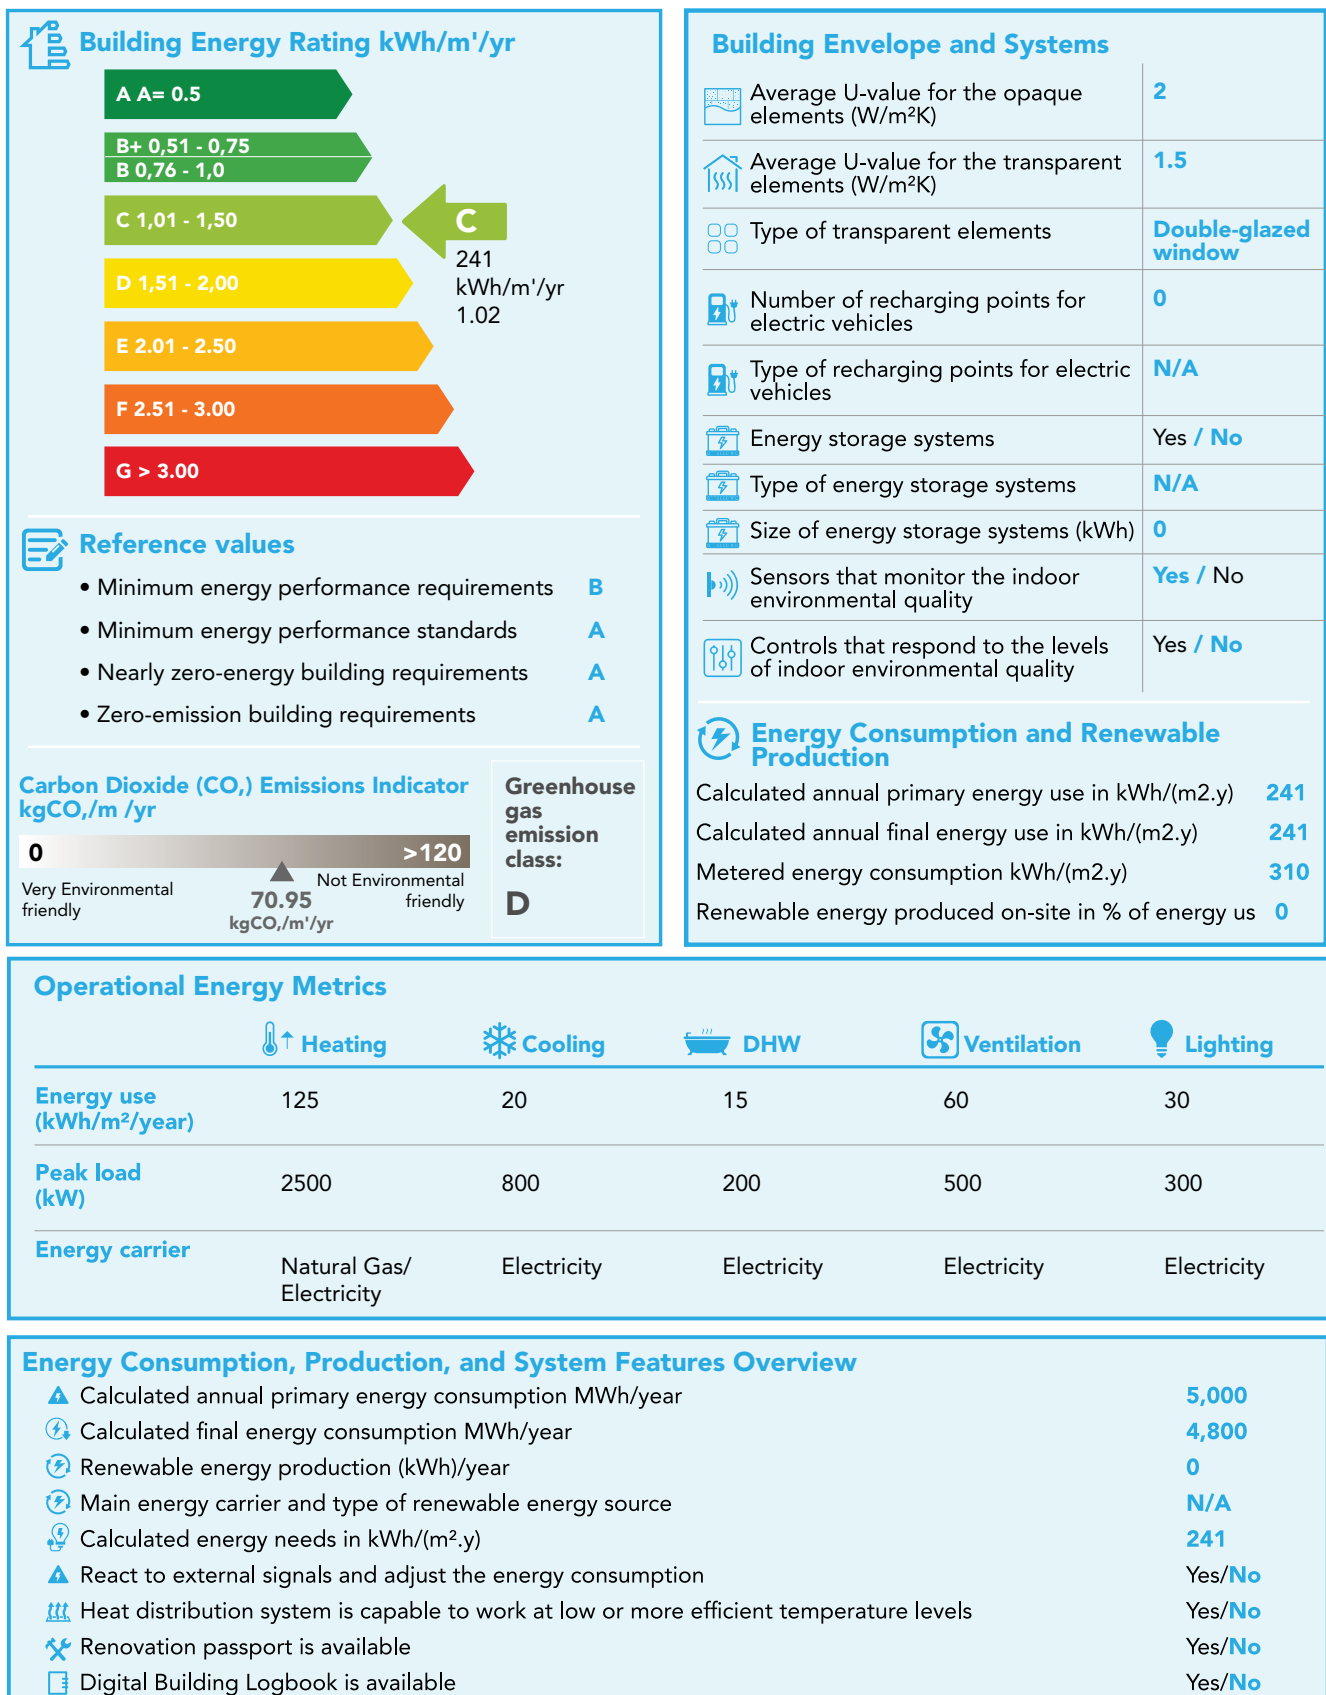 Building Energy Rating kWh/m'/yr
A A= 0.5
B+ 0,51 - 0,75
B 0,76 - 1,0
C 1,01 - 1,50
C
241
kWh/m'/yr
1.02
D 1,51 - 2,00
E 2.01 - 2.50
F 2.51 - 3.00
G > 3.00
Reference values
• Minimum energy performance requirements B
• Minimum energy performance standards A
• Nearly zero-energy building requirements A
• Zero-emission building requirements A
Carbon Dioxide (CO,) Emissions Indicator
kgCO,/m /yr
0 >120
Very Environmental
friendly
70.95
kgCO,/m'/yr
Not Environmental
friendly
Greenhouse
gas
emission
class:
D
Building Envelope and Systems
Average U-value for the opaque
elements (W/m²K)
2
Average U-value for the transparent
elements (W/m²K)
1.5
Type of transparent elements
Double-glazed
window
Number of recharging points for
electric vehicles
0
Type of recharging points for electric
vehicles
N/A
Energy storage systems Yes / No
Type of energy storage systems N/A
Size of energy storage systems (kWh) 0
Sensors that monitor the indoor
environmental quality
Yes / No
Controls that respond to the levels
of indoor environmental quality
Yes / No
Energy Consumption and Renewable
Production
Calculated annual primary energy use in kWh/(m2.y) 241
Calculated annual final energy use in kWh/(m2.y) 241
Metered energy consumption kWh/(m2.y) 310
Renewable energy produced on-site in % of energy us 0
Operational Energy Metrics
Heating Cooling DHW Ventilation Lighting
Energy use
(kWh/m²/year)
125 20 15 60 30
Peak load
(kW)
2500 800 200 500 300
Energy carrier
Natural Gas/
Electricity
Electricity Electricity Electricity Electricity
Energy Consumption, Production, and System Features Overview
Calculated annual primary energy consumption MWh/year 5,000
Calculated final energy consumption MWh/year 4,800
Renewable energy production (kWh)/year 0
Main energy carrier and type of renewable energy source N/A
Calculated energy needs in kWh/(m².y) 241
React to external signals and adjust the energy consumption Yes/No
Heat distribution system is capable to work at low or more efficient temperature levels Yes/No
Renovation passport is available Yes/No
Digital Building Logbook is available Yes/No